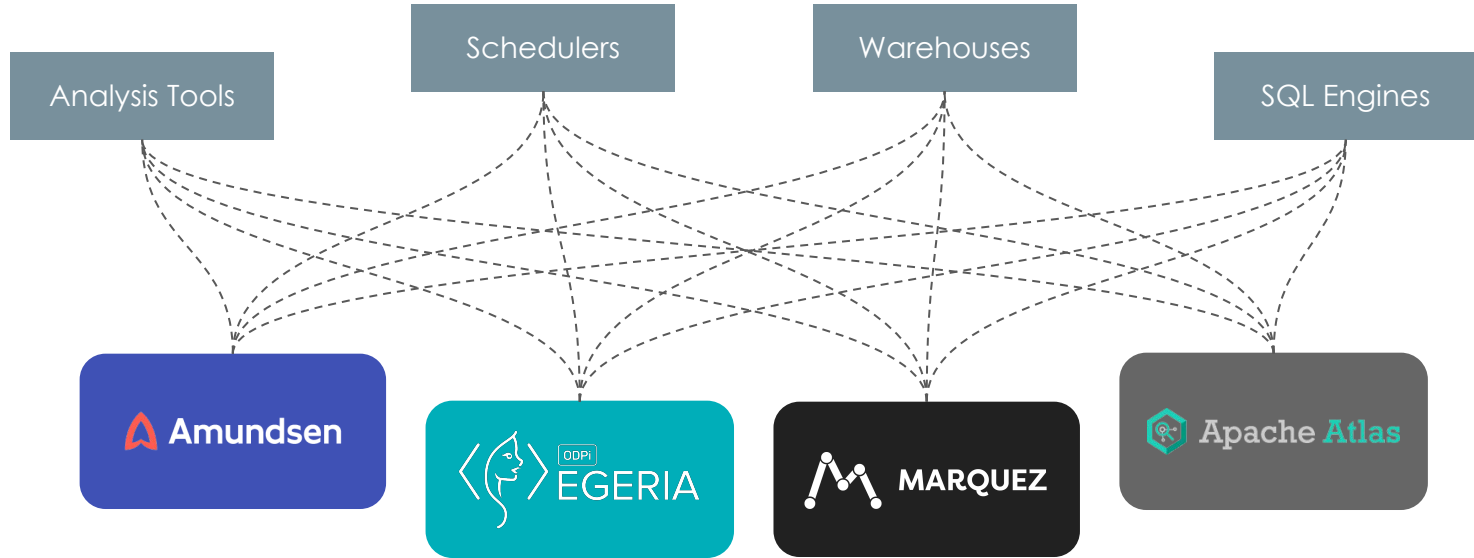 Schedulers
Warehouses
Analysis Tools
SQL Engines
Amundsen
ODPi
EGERIA
MARQUEZ
Apache Atlas